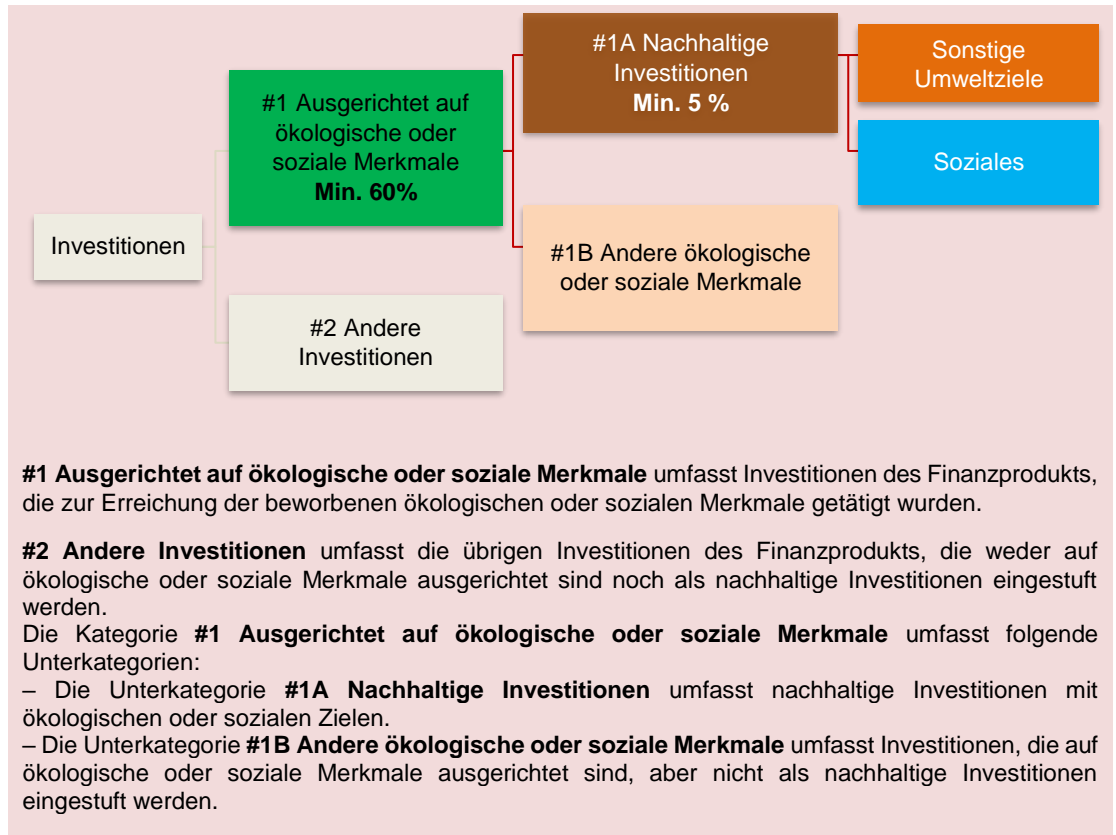 Investitionen
#1 Ausgerichtet auf
ökologische oder
soziale Merkmale
Min. 60%
#2 Andere
Investitionen
#1A Nachhaltige
Investitionen
Min. 5 %
#1B Andere ökologische
oder soziale Merkmale
Sonstige
Umweltziele
Soziales
#1 Ausgerichtet auf ökologische oder soziale Merkmale umfasst Investitionen des Finanzprodukts,
die zur Erreichung der beworbenen ökologischen oder sozialen Merkmale getätigt wurden.
#2 Andere Investitionen umfasst die übrigen Investitionen des Finanzprodukts, die weder auf
ökologische oder soziale Merkmale ausgerichtet sind noch als nachhaltige Investitionen eingestuft
werden.
Die Kategorie #1 Ausgerichtet auf ökologische oder soziale Merkmale umfasst folgende
Unterkategorien:
– Die Unterkategorie #1A Nachhaltige Investitionen umfasst nachhaltige Investitionen mit
ökologischen oder sozialen Zielen.
– Die Unterkategorie #1B Andere ökologische oder soziale Merkmale umfasst Investitionen, die auf
ökologische oder soziale Merkmale ausgerichtet sind, aber nicht als nachhaltige Investitionen
eingestuft werden.